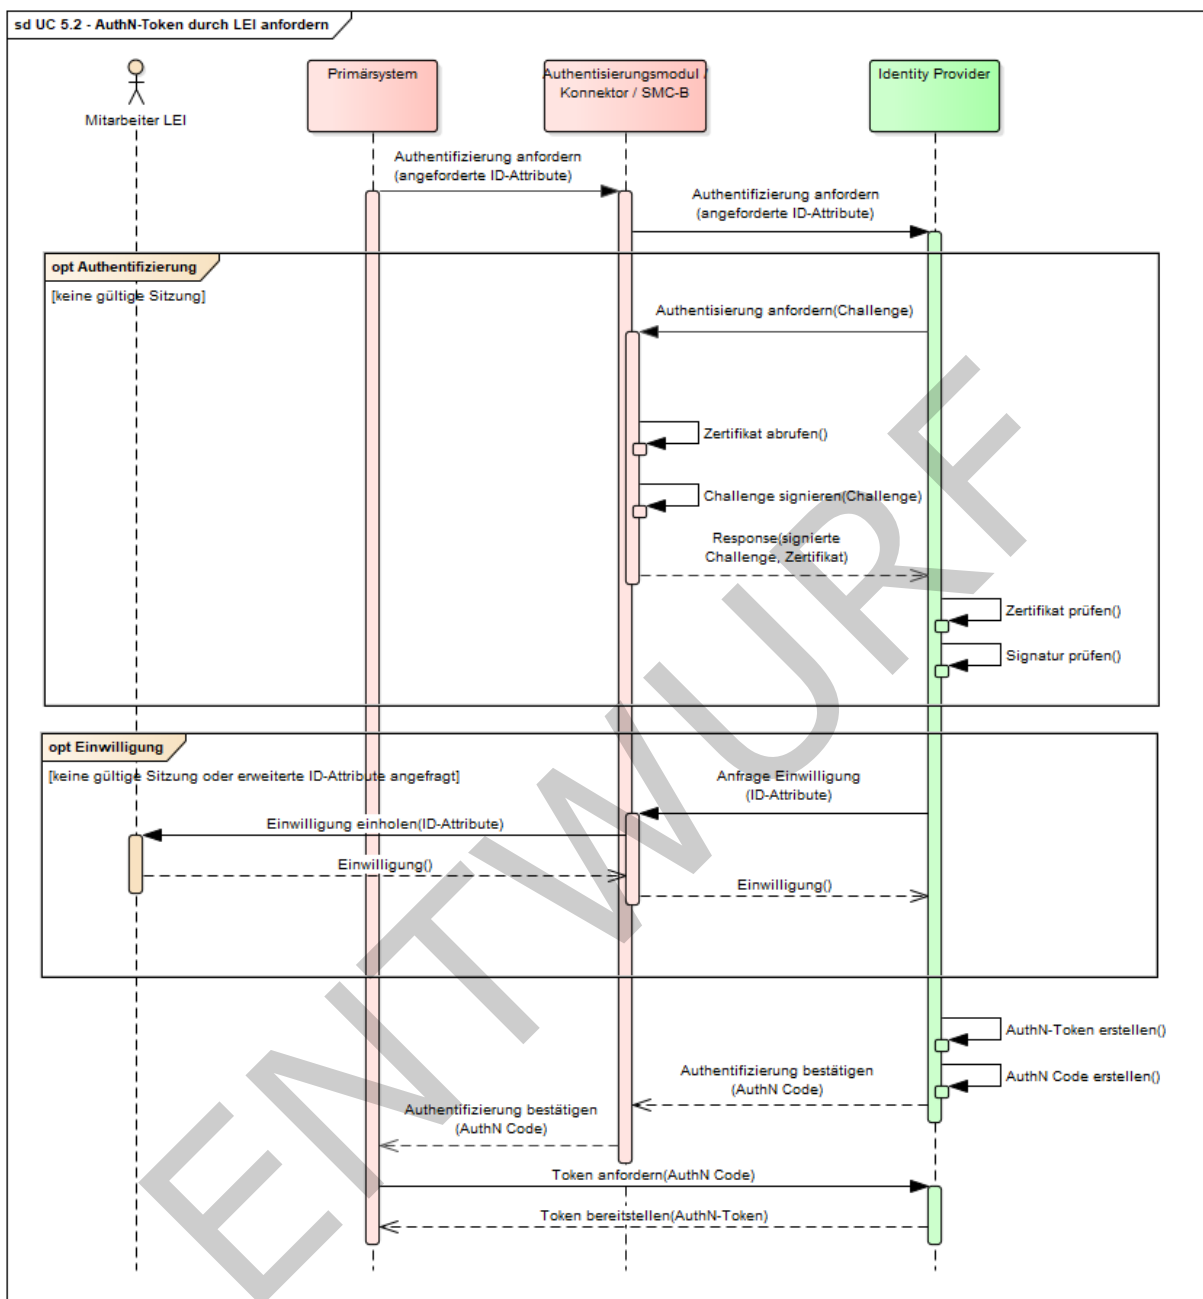 sd UC 5.2 - AuthN-Token durch LEI anfordern
Mitarbeiter LEI
Primärsystem
Authentisierungsmodul /
Konnektor / SMC-B
Identity Provider
Authentifizierung anfordern
(angeforderte ID-Attribute)
Authentifizierung anfordern
(angeforderte ID-Attribute)
opt Authentifizierung
[keine gültige Sitzung]
Authentisierung anfordern(Challenge)
Zertifikat abrufen()
Challenge signieren(Challenge)
Response(signierte
Challenge, Zertifikat)
Zertifikat prüfen()
Signatur prüfen()
opt Einwilligung
[keine gültige Sitzung oder erweiterte ID-Attribute angefragt]
Anfrage Einwilligung
(ID-Attribute)
Einwilligung einholen(ID-Attribute)
Einwilligung()
Einwilligung()
AuthN-Token erstellen()
AuthN Code erstellen()
Authentifizierung bestätigen
(AuthN Code)
Authentifizierung bestätigen
(AuthN Code)
Token anfordern(AuthN Code)
Token bereitstellen(AuthN-Token)
ENTWURF